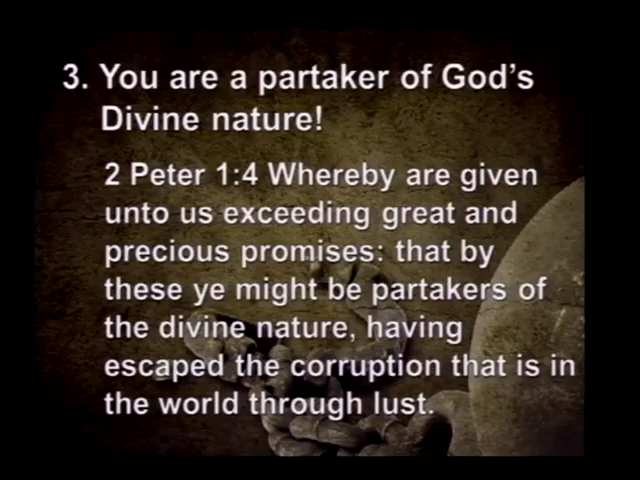 3. You are a partaker of God's
Divine nature!
2 Peter 1:4 Whereby are given
unto us exceeding great and
precious promises: that by
these ye might be partakers of
the divine nature, having
escaped the corruption that is in
the world through lust.